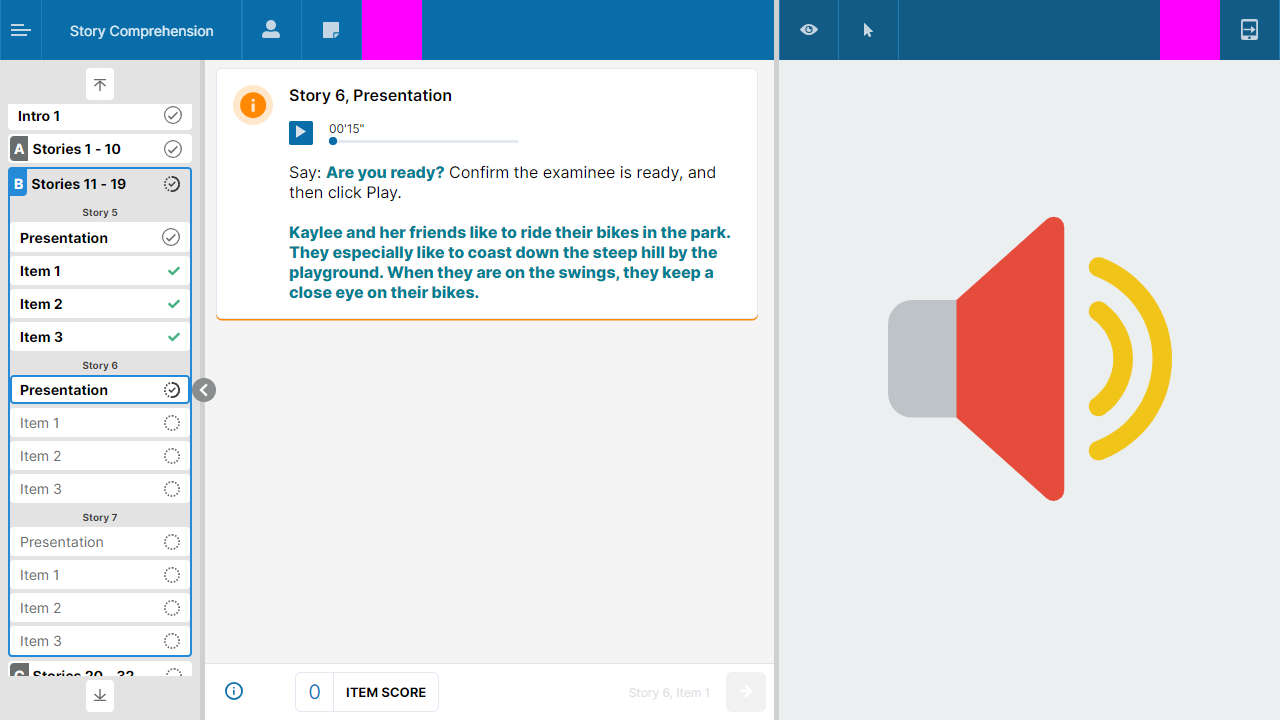 Story Comprehension
Intro 1
A Stories 1 - 10
B Stories 11 - 19
Story 5
Presentation
Item 1
Item 2
Item 3
Story 6
Presentation
Item 1
Item 2
Item 3
Story 7
Presentation
Item 1
Item 2
Item 3
C Stories 20 - 32
Story 6, Presentation
00'15"
Say: Are you ready? Confirm the examinee is ready, and
then click Play.
Kaylee and her friends like to ride their bikes in the park.
They especially like to coast down the steep hill by the
playground. When they are on the swings, they keep a
close eye on their bikes.
0 ITEM SCORE
Story 6, Item 1